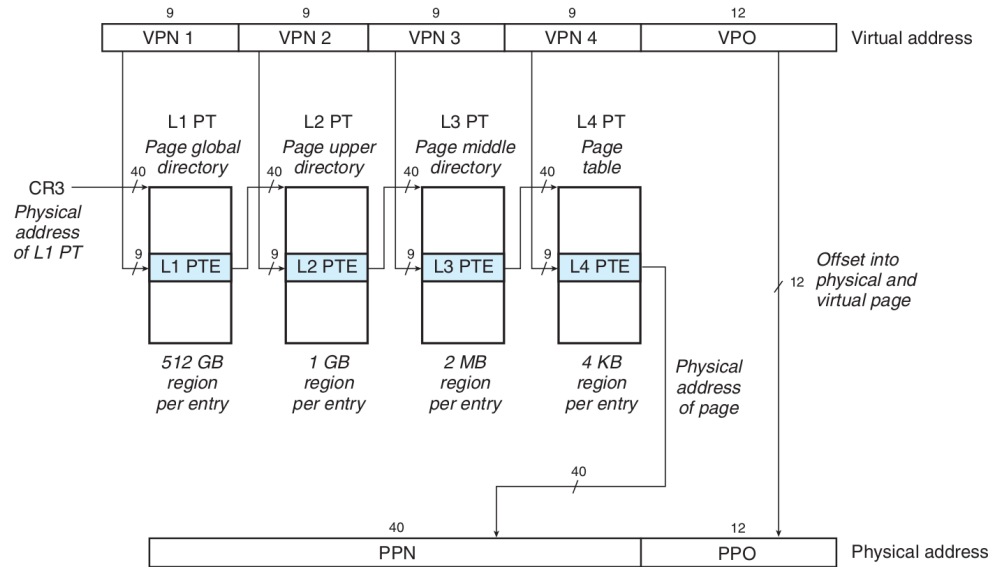 9 9 9 9 12
VPN 1 VPN 2 VPN 3 VPN 4 VPO Virtual address
L1 PT L2 PT L3 PT L4 PT
Page global Page upper Page middle Page
directory directory directory table
40 40 40 40
CR3
Physical
address
of L1 PT
9 9 9 9
L1 PTE L2 PTE L3 PTE L4 PTE
Offset into
12 physical and
virtual page
512 GB 1 GB 2 MB 4 KB
region region region region
per entry per entry per entry per entry
Physical
address
of page
40
40 12
PPN PPO Physical address